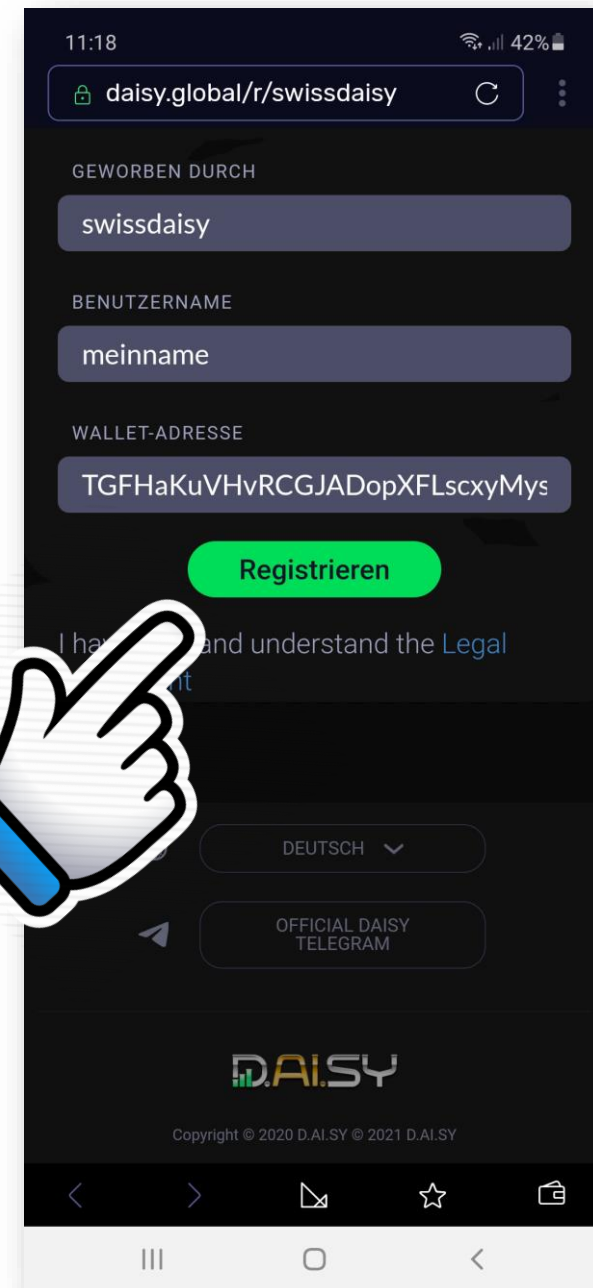 11:18
42%
daisy.global/r/swissdaisy
GEWORBEN DURCH
swissdaisy
BENUTZERNAME
meinname
WALLET-ADRESSE
TGFHaKuVHvRCGJADopXFLscxyMys
Registrieren
I and understand the Legal
DEUTSCH
OFFICIAL DAISY
TELEGRAM
D.AI.SY
Copyright © 2020 D.AI.SY © 2021 D.AI.SY